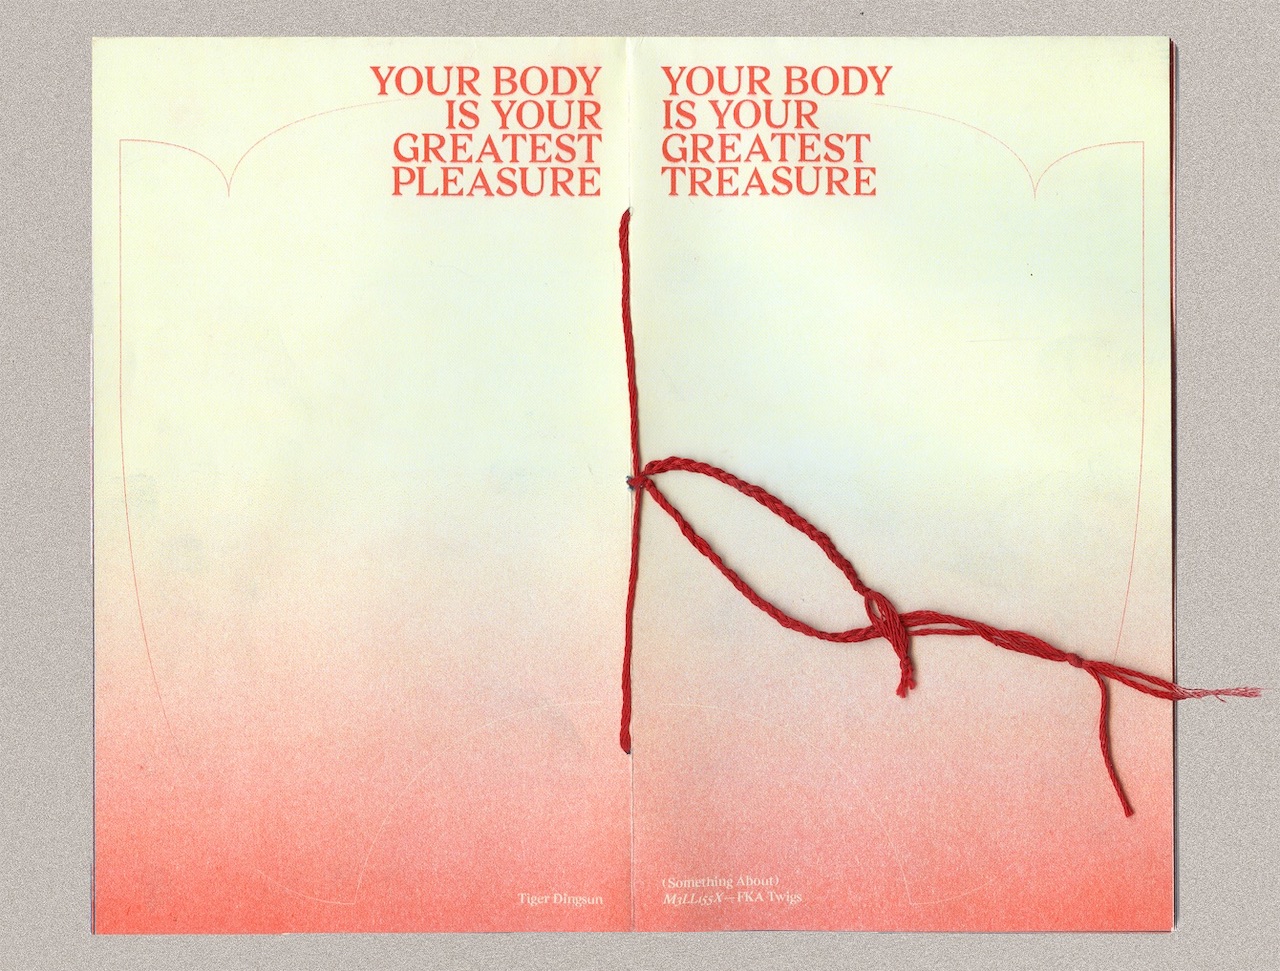 YOUR BODY
IS YOUR
GREATEST
PLEASURE
YOUR BODY
IS YOUR
GREATEST
TREASURE
Tiger Dingsun
(Something About)
M3LL155X—FKA Twigs